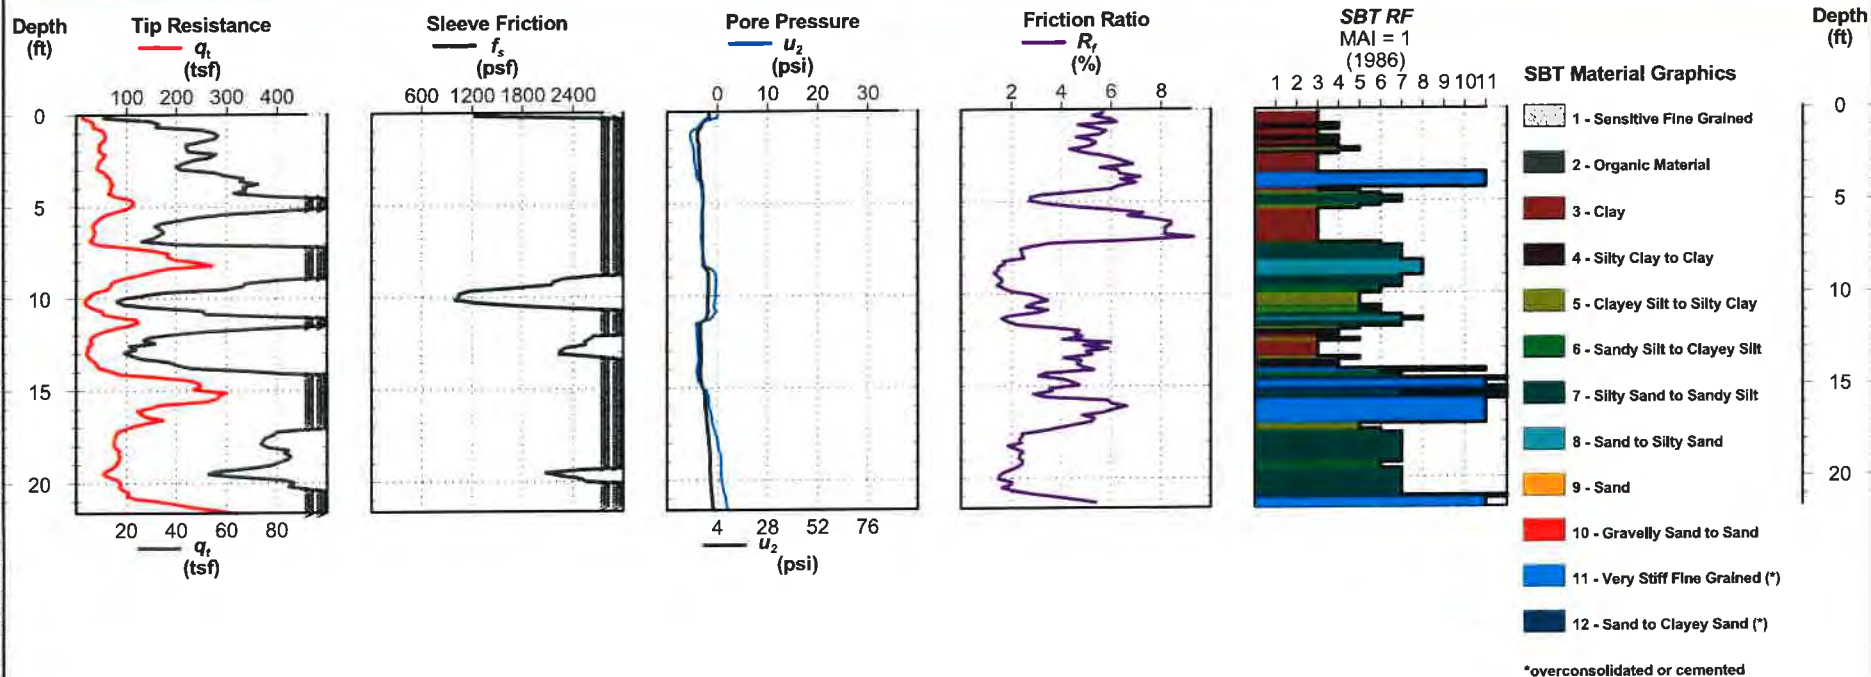 Depth
(ft)
Tip Resistance
qt
(tsf)
100 200 300 400
Sleeve Friction
fs
(psf)
600 1200 1800 2400
Pore Pressure
u2
(psi)
0 10 20 30
Friction Ratio
Rf
(%)
2 4 6 8
SBT RF
MAI = 1
(1986)
1 2 3 4 5 6 7 8 9 10 11
Depth
(ft)
0
5
10
15
20
20 40 60 80
qt
(tsf)
4 28 52 76
u2
(psi)
SBT Material Graphics
1 - Sensitive Fine Grained
2 - Organic Material
3 - Clay
4 - Silty Clay to Clay
5 - Clayey Silt to Silty Clay
6 - Sandy Silt to Clayey Silt
7 - Silty Sand to Sandy Silt
8 - Sand to Silty Sand
9 - Sand
10 - Gravelly Sand to Sand
11 - Very Stiff Fine Grained (*)
12 - Sand to Clayey Sand (*)
*overconsolidated or cemented
0
5
10
15
20